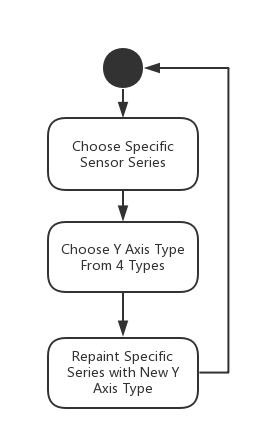 Choose Specific
Sensor Series
Choose Y Axis Type
From 4 Types
Repaint Specific
Series with New Y
Axis Type